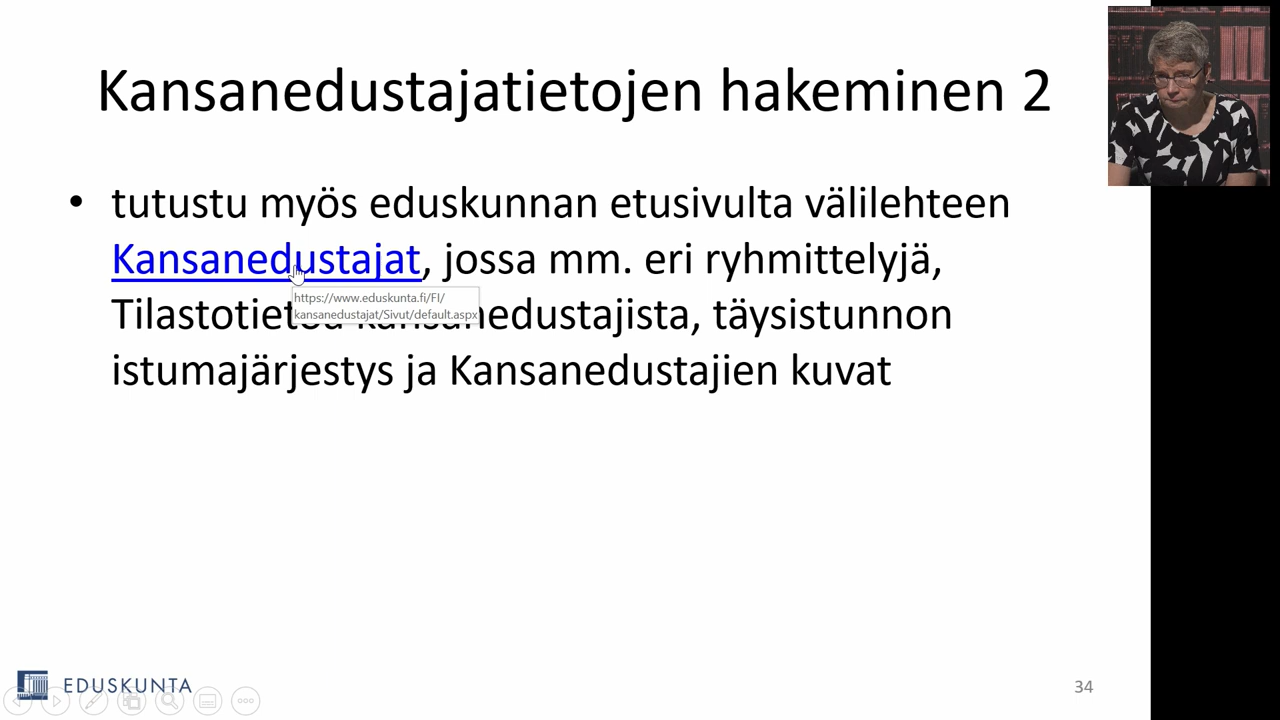 Kansanedustajatietojen hakeminen 2
• tutustu myös eduskunnan etusivulta välilehteen
Kansanedustajat, jossa mm. eri ryhmittelyjä,
https://www.eduskunta.fi/FI/
kansanedustajat/Sivut/default.aspx
Tilastotietoa kansanedustajista, täysistunnon
istumajärjestys ja Kansanedustajien kuvat
EDUSKUNTA
34